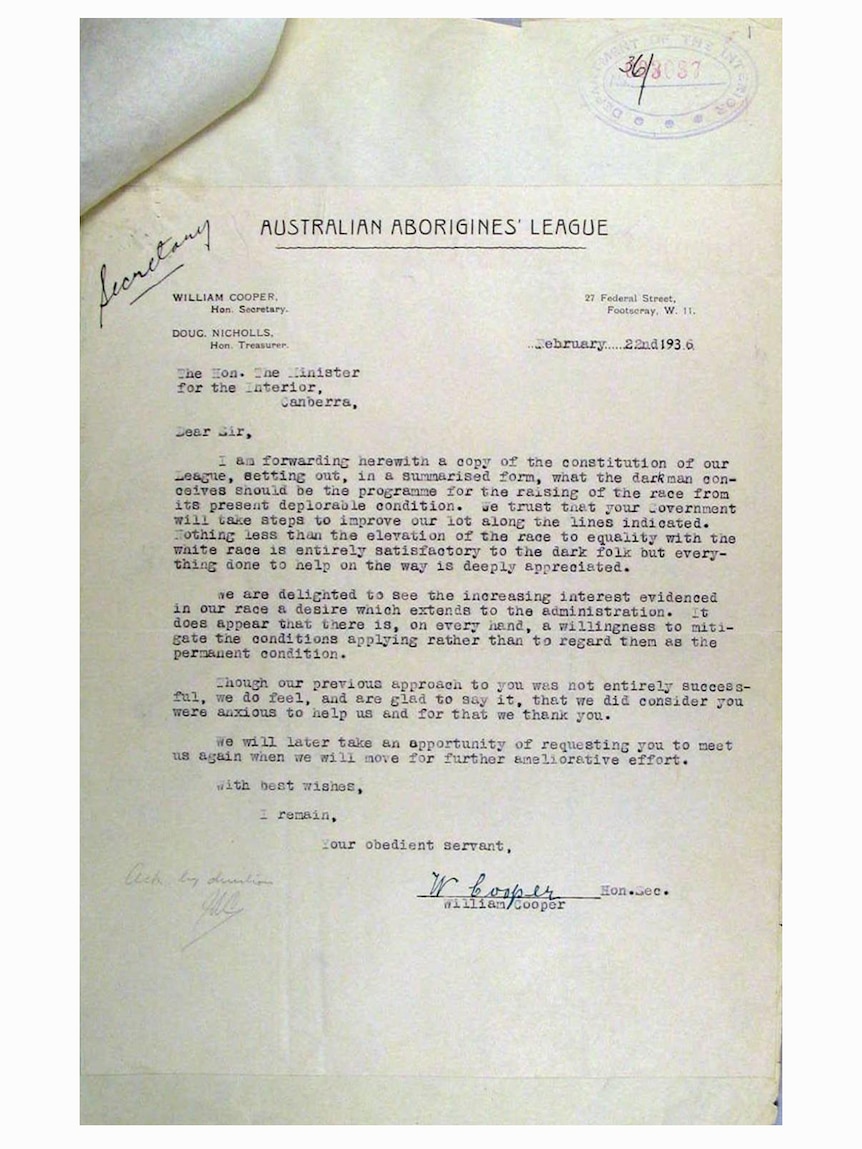 DEPARTMENT OF THE INTERIOR
36/
3087
1
AUSTRALIAN ABORIGINES' LEAGUE
Secretary
WILLIAM COOPER,
Hon. Secretary.
27 Federal Street,
Footscray, W. 11.
DOUG. NICHOLLS,
Hon. Treasurer.
February 22nd 1936
The Hon. The Minister
for the Interior,
Canberra,
Dear Sir,
I am forwarding herewith a copy of the constitution of our
League, setting out, in a summarised form, what the darkman con-
ceives should be the programme for the raising of the race from
its present deplorable condition. We trust that your Government
will take steps to improve our lot along the lines indicated.
Nothing less than the elevation of the race to equality with the
white race is entirely satisfactory to the dark folk but every-
thing done to help on the way is deeply appreciated.
We are delighted to see the increasing interest evidenced
in our race a desire which extends to the administration. It
does appear that there is, on every hand, a willingness to miti-
gate the conditions applying rather than to regard them as the
permanent condition.
Though our previous approach to you was not entirely success-
ful, we do feel, and are glad to say it, that we did consider you
were anxious to help us and for that we thank you.
We will later take an opportunity of requesting you to meet
us again when we will move for further ameliorative effort.
With best wishes,
I remain,
Your obedient servant,
Ack by direction
W Cooper Hon.Sec.
William Cooper